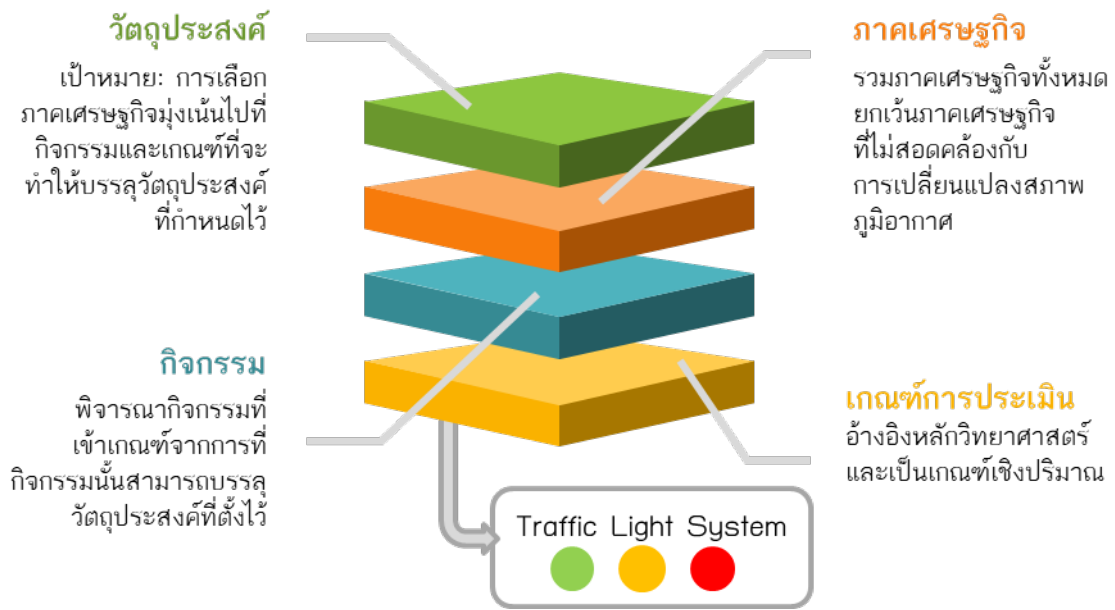 วัตถุประสงค์
เป้าหมาย: การเลือก
ภาคเศรษฐกิจมุ่งเน้นไปที่
กิจกรรมและเกณฑ์ที่จะ
ทำให้บรรลุวัตถุประสงค์
ที่กำหนดไว้
ภาคเศรษฐกิจ
รวมภาคเศรษฐกิจทั้งหมด
ยกเว้นภาคเศรษฐกิจ
ที่ไม่สอดคล้องกับ
การเปลี่ยนแปลงสภาพ
ภูมิอากาศ
กิจกรรม
พิจารณากิจกรรมที่
เข้าเกณฑ์จากการที่
กิจกรรมนั้นสามารถบรรลุ
วัตถุประสงค์ที่ตั้งไว้
เกณฑ์การประเมิน
อ้างอิงหลักวิทยาศาสตร์
และเป็นเกณฑ์เชิงปริมาณ
Traffic Light System